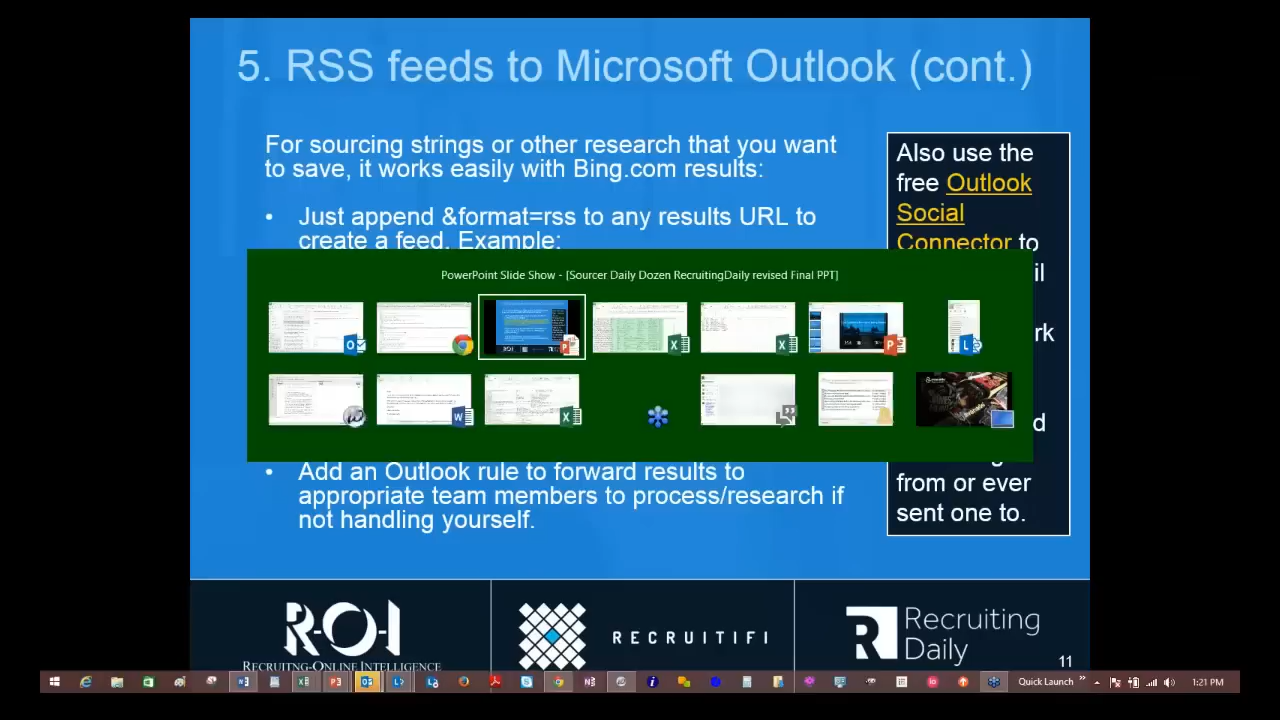 5. RSS feeds to Microsoft Outlook (cont.)
For sourcing strings or other research that you want
to save, it works easily with Bing.com results:
• Just append &format=rss to any results URL to
create a feed. Example:
PowerPoint Slide Show - [Sourcer Daily Dozen RecruitingDaily revised Final PPT]
• Add an Outlook rule to forward results to
appropriate team members to process/research if
not handling yourself.
Also use the
free Outlook
Social
Connector to
from or ever
sent one to.
R-O-I
RECRUITNG-ONLINE INTELLIGENCE
RECRUITIFI
Recruiting
Daily
11
Quick Launch
1:21 PM